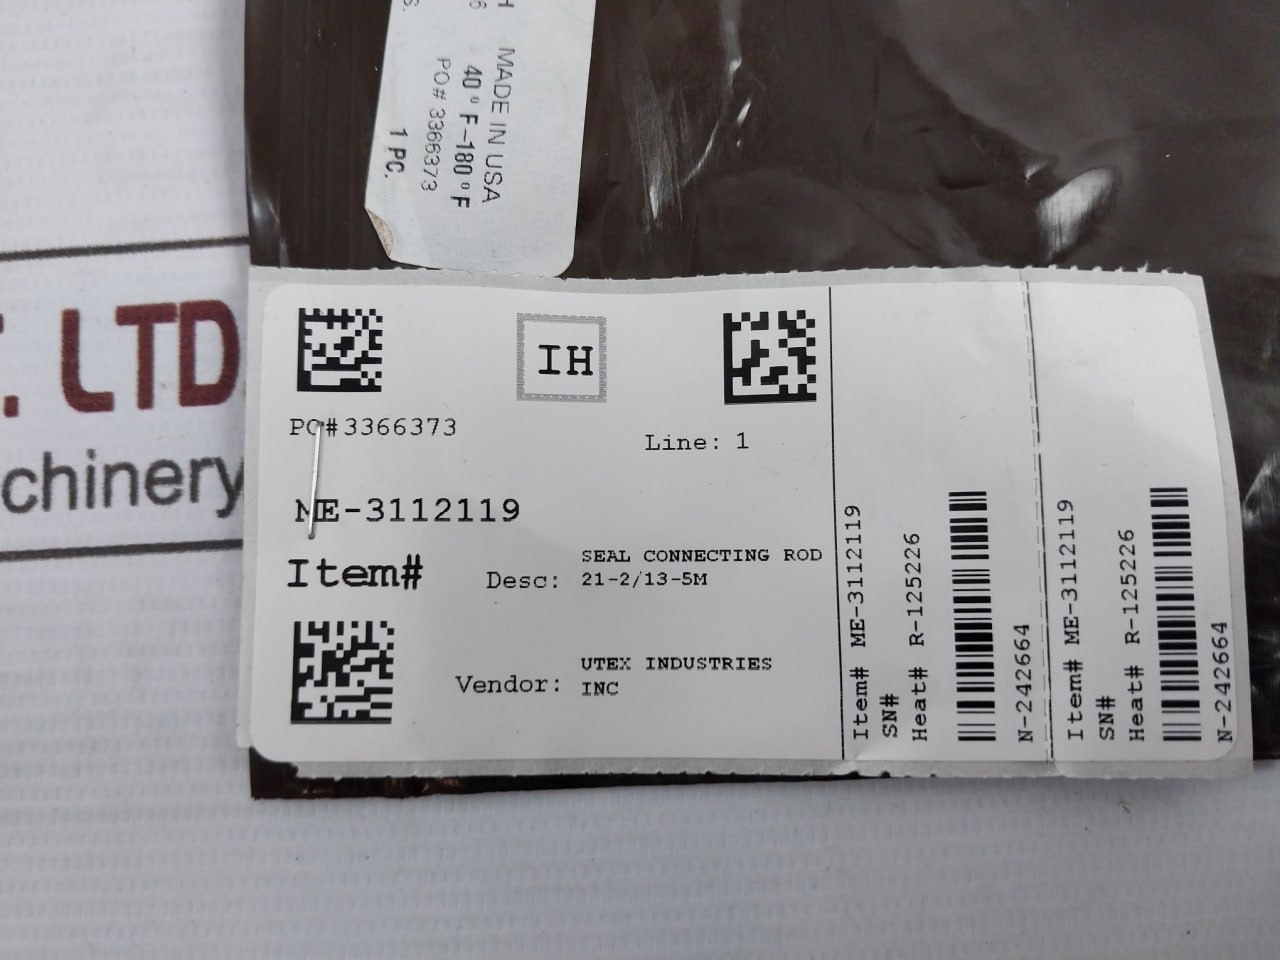 MADE IN USA
40° F-180° F
PO# 3366373
1 PC.
. LTD.
chinery
IH
PO#3366373
Line: 1
ME-3112119
Item#
Desc: SEAL CONNECTING ROD
21-2/13-5M
Vendor: UTEX INDUSTRIES
INC
Item# ME-3112119
SN#
Heat# R-125226
N-242664
Item# ME-3112119
SN#
Heat# R-125226
N-242664